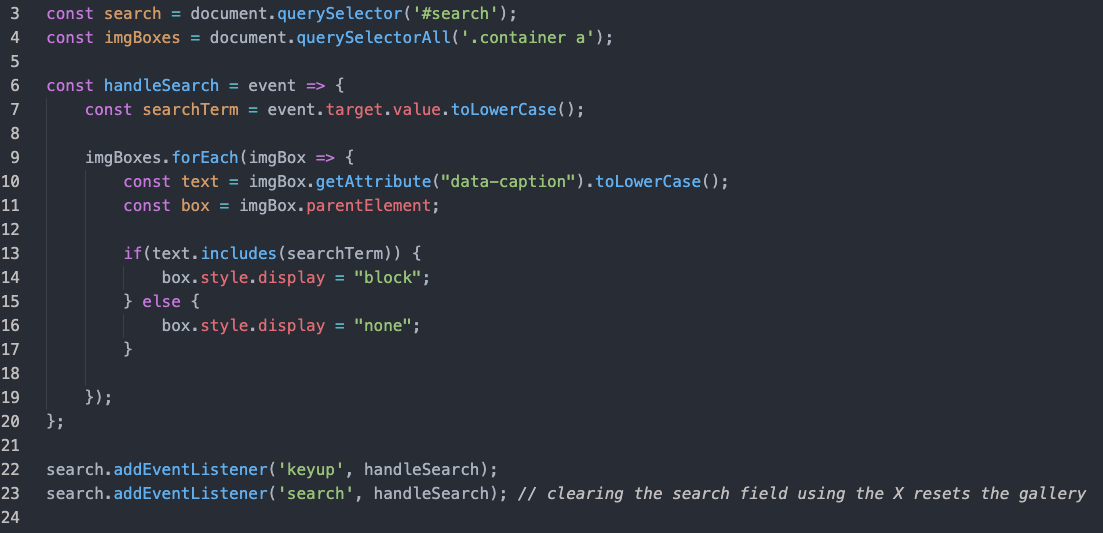 3 const search = document.querySelector('#search');
4 const imgBoxes = document.querySelectorAll('.container a');
5
6 const handleSearch = event => {
7     const searchTerm = event.target.value.toLowerCase();
8
9     imgBoxes.forEach(imgBox => {
10         const text = imgBox.getAttribute("data-caption").toLowerCase();
11         const box = imgBox.parentElement;
12
13         if(text.includes(searchTerm)) {
14             box.style.display = "block";
15         } else {
16             box.style.display = "none";
17         }
18
19     });
20 };
21
22 search.addEventListener('keyup', handleSearch);
23 search.addEventListener('search', handleSearch); // clearing the search field using the X resets the gallery
24